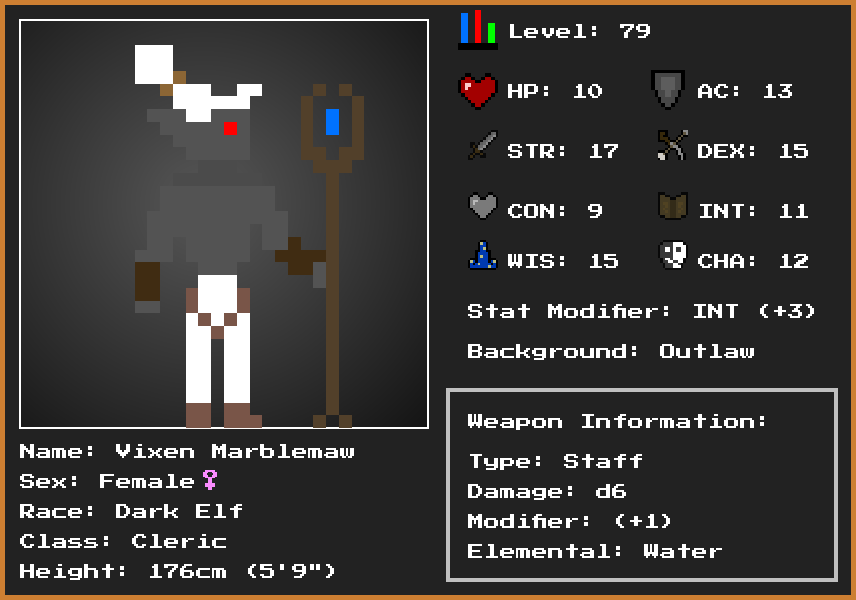 Level: 79
HP: 10
AC: 13
STR: 17
DEX: 15
CON: 9
INT: 11
WIS: 15
CHA: 12
Stat Modifier: INT (+3)
Background: Outlaw
Weapon Information:
Type: Staff
Damage: d6
Modifier: (+1)
Elemental: Water
Name: Vixen Marblemaw
Sex: Female♀
Race: Dark Elf
Class: Cleric
Height: 176cm (5'9")